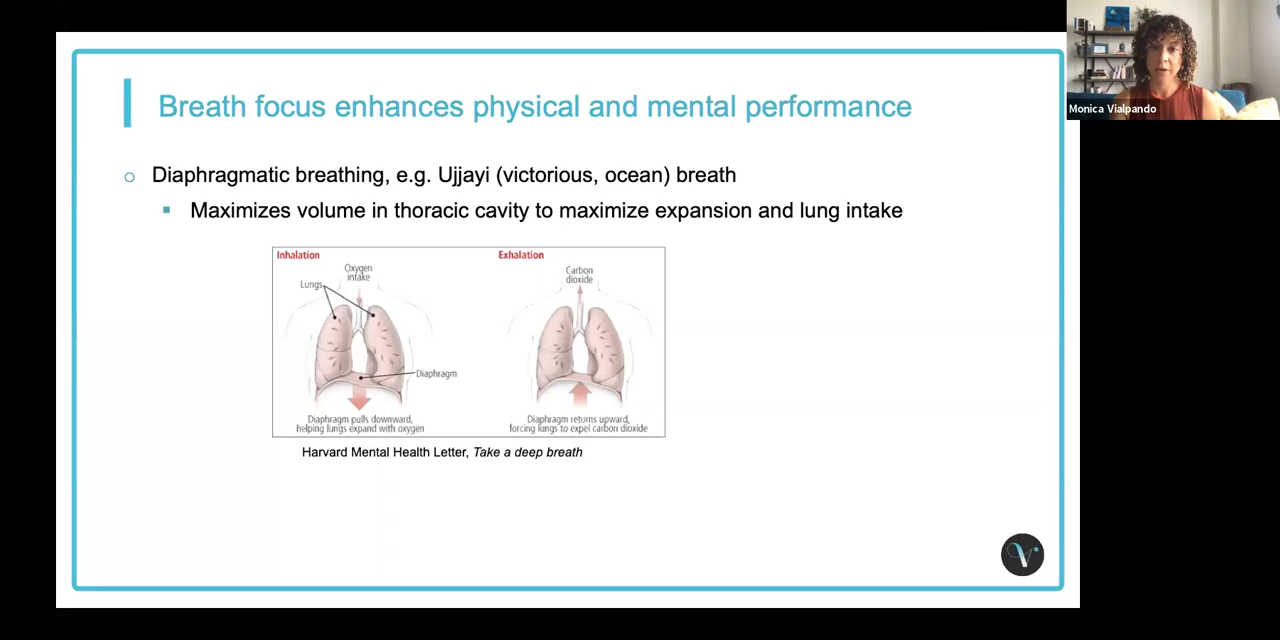 Breath focus enhances physical and mental performance
Diaphragmatic breathing, e.g. Ujjayi (victorious, ocean) breath
Maximizes volume in thoracic cavity to maximize expansion and lung intake
Inhalation
Oxygen
intake
Lungs
Diaphragm
Diaphragm pulls downward,
helping lungs expand with oxygen
Exhalation
Carbon
dioxide
Diaphragm returns upward,
forcing lungs to expel carbon dioxide
Harvard Mental Health Letter, Take a deep breath
Monica Vialpando
V